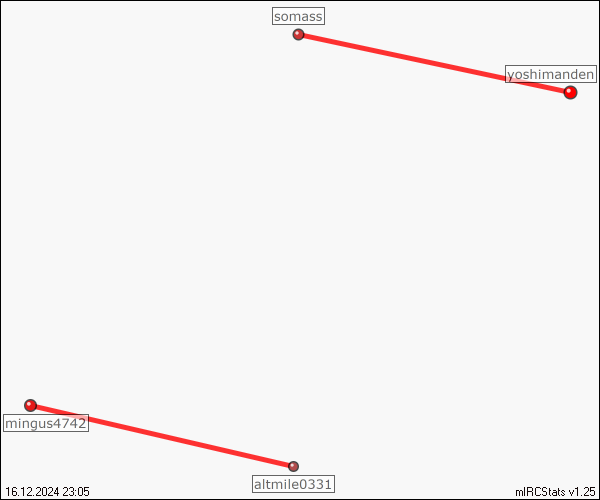 somass
yoshimanden
mingus4742
altmile0331
16.12.2024 23:05
mIRCStats v1.25